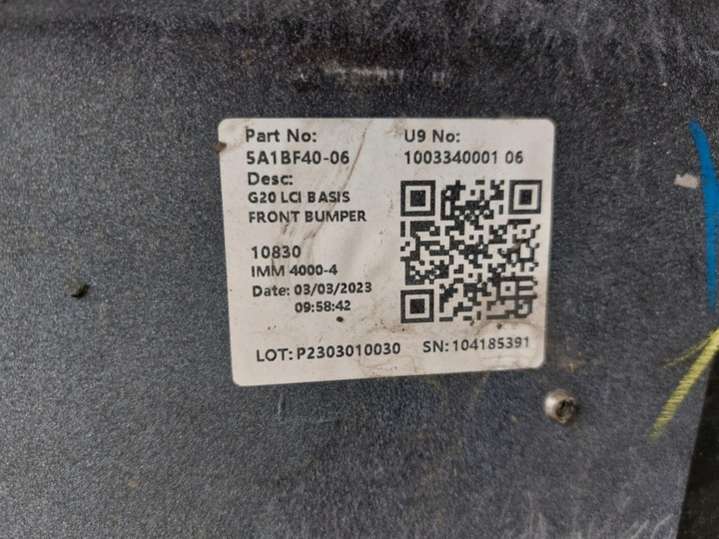 Part No:
U9 No:
5A1BF40-06
1003340001 06
Desc:
G20 LCI BASIS
FRONT BUMPER
10830
IMM 4000-4
Date: 03/03/2023
09:58:42
LOT: P2303010030
SN: 104185391